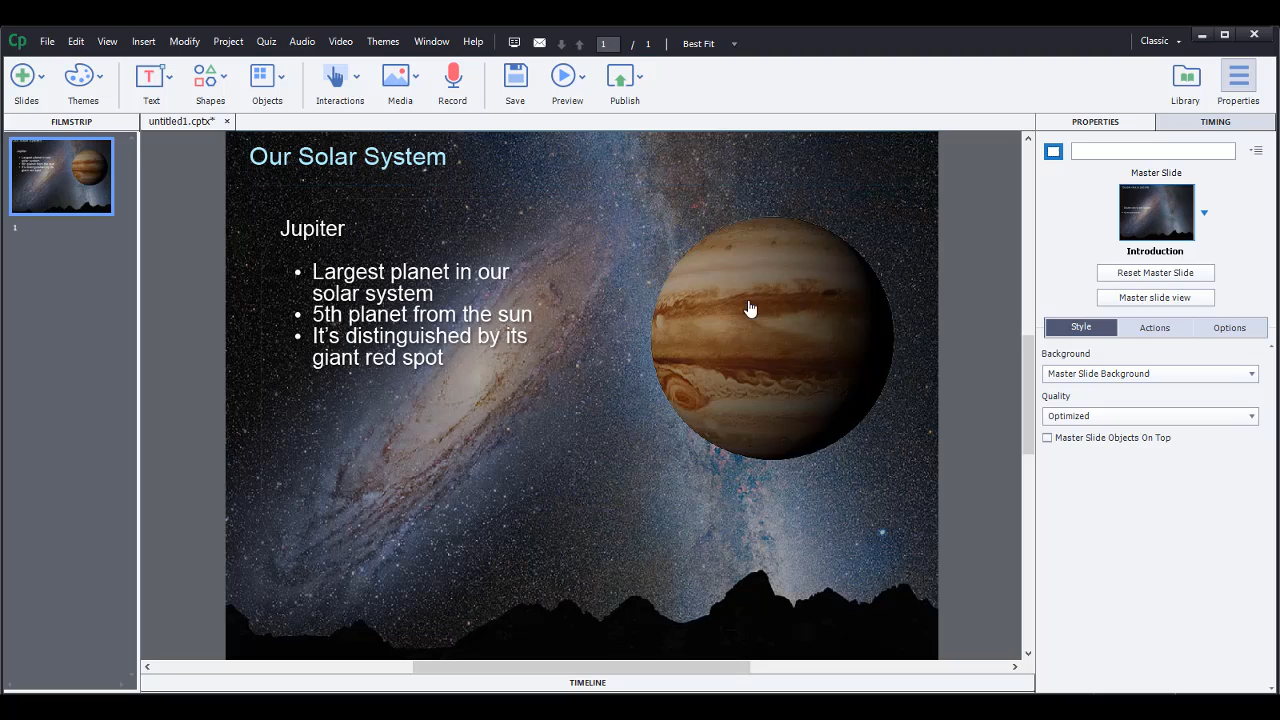 Cp File Edit View Insert Modify Project Quiz Audio Video Themes Window Help 1 / 1 Best Fit Classic
Slides Themes Text Shapes Objects Interactions Media Record Save Preview Publish Library Properties
FILMSTRIP untitled1.cptx* × PROPERTIES TIMING
1
Our Solar System
Jupiter
• Largest planet in our
solar system
• 5th planet from the sun
• It's distinguished by its
giant red spot
TIMELINE
Master Slide
Introduction
Reset Master Slide
Master slide view
Style Actions Options
Background
Master Slide Background
Quality
Optimized
Master Slide Objects On Top